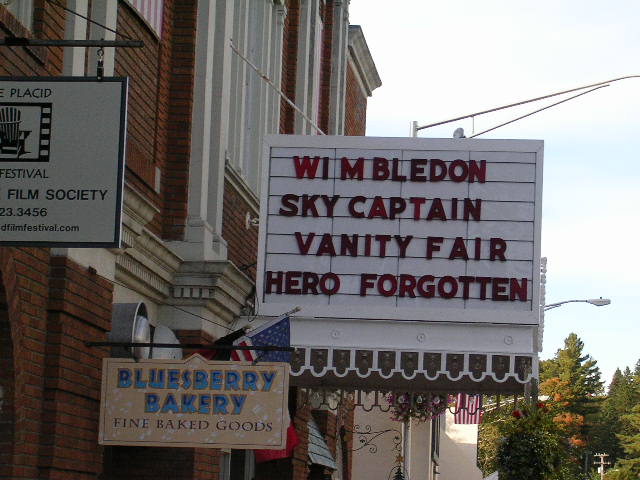 E PLACID
FESTIVAL
E FILM SOCIETY
23.3456
dfilmfestival.com
WIMBLEDON
SKY CAPTAIN
VANITY FAIR
HERO FORGOTTEN
BLUESBERRY
BAKERY
FINE BAKED GOODS